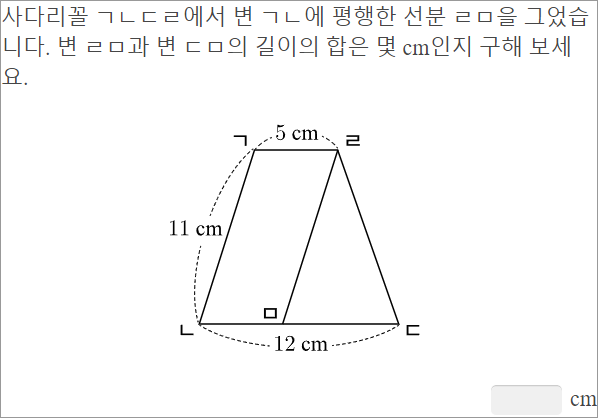 사다리꼴 ㄱㄴㄷㄹ에서 변 ㄱㄴ에 평행한 선분 ㄹㅁ을 그었습
니다. 변 ㄹㅁ과 변 ㄷㅁ의 길이의 합은 몇 cm인지 구해 보세
요.
5 cm
ㄱ ㄹ
11 cm
ㅁ
ㄴ ㄷ
12 cm
cm